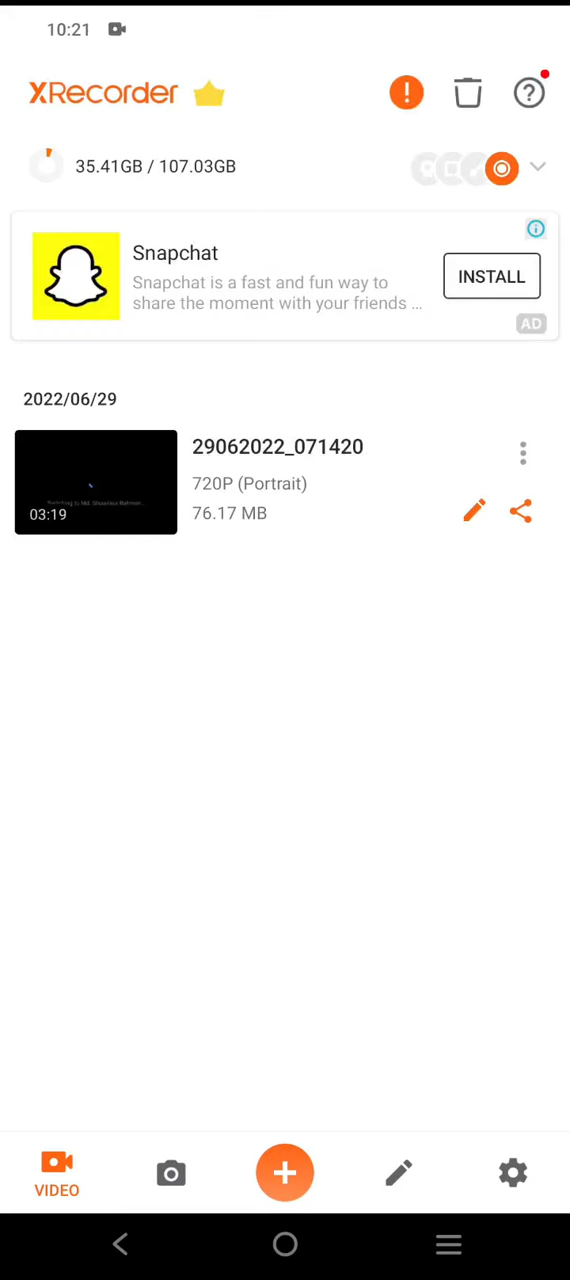 10:21
XRecorder
35.41GB / 107.03GB
Snapchat
Snapchat is a fast and fun way to
share the moment with your friends ...
INSTALL
AD
2022/06/29
29062022_071420
720P (Portrait)
76.17 MB
03:19
VIDEO